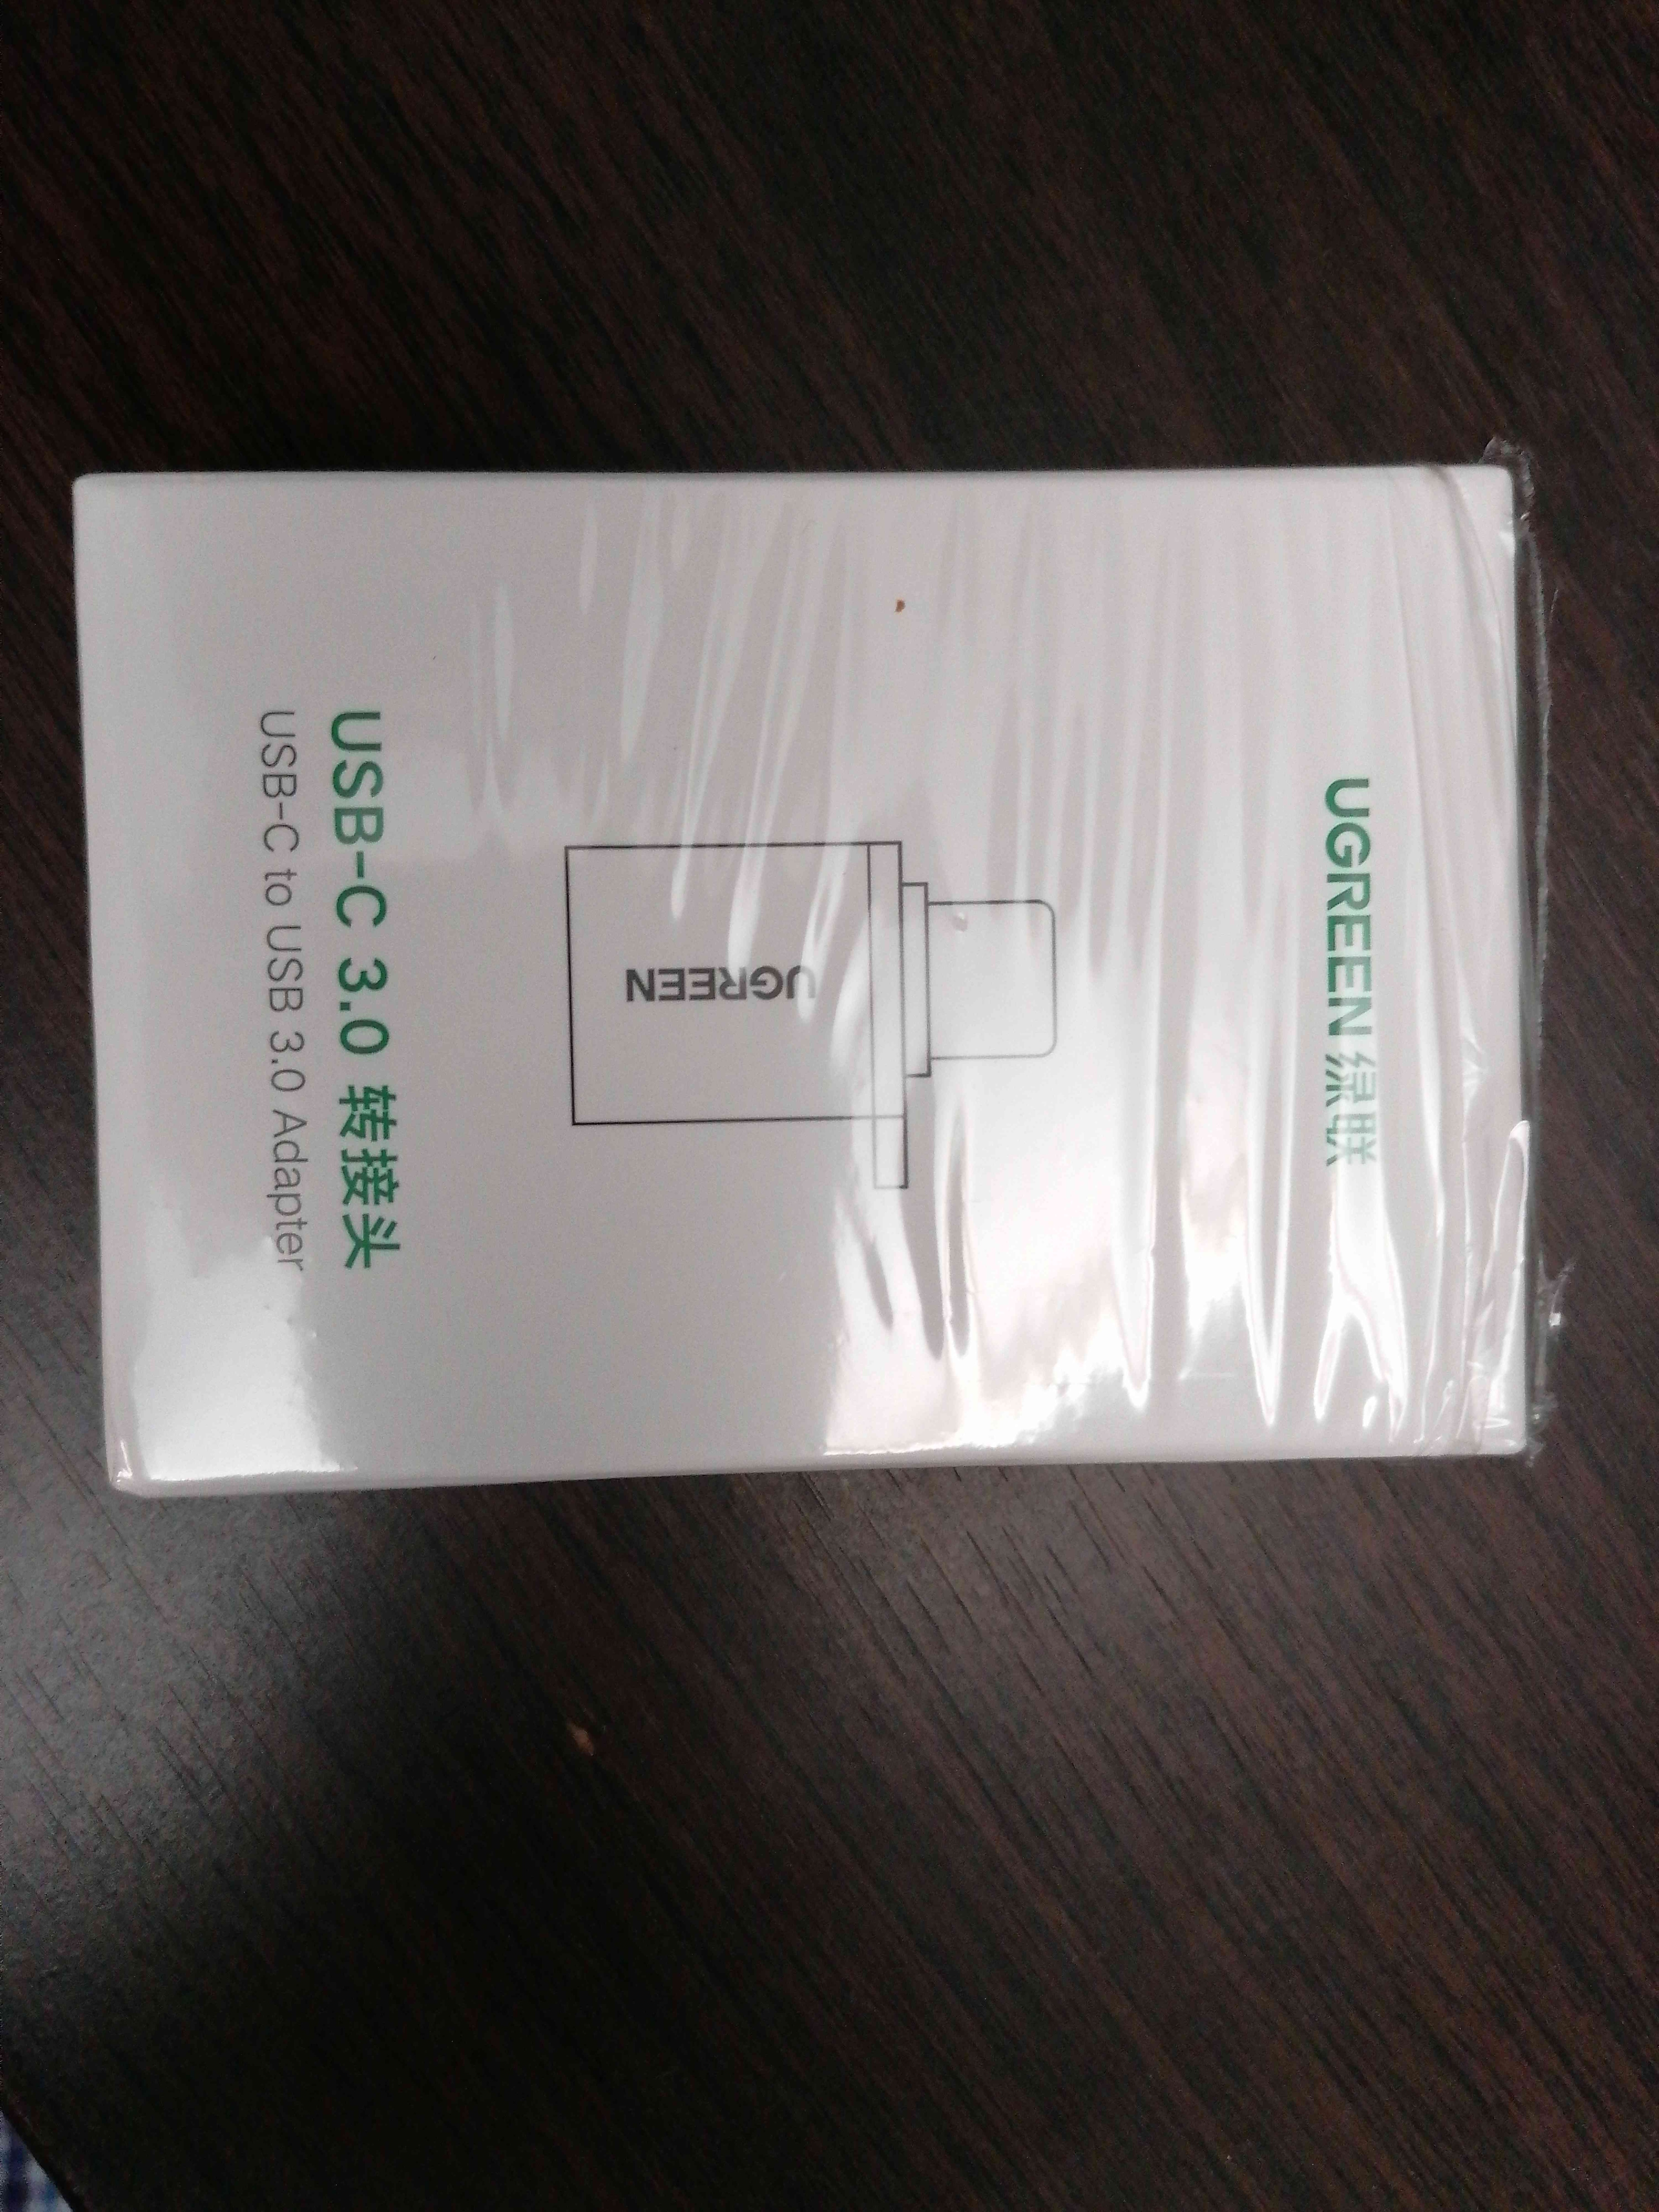 UGREEN 绿联
UGREEN
USB-C 3.0 转接头
USB-C to USB 3.0 Adapter